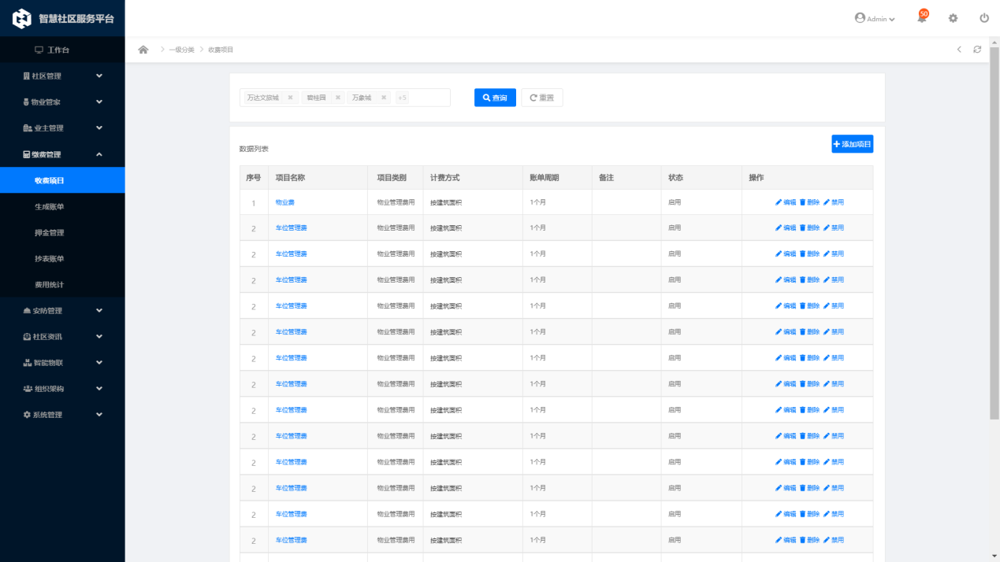 智慧社区服务平台
Admin
50
工作台
一级分类
收费项目
社区管理
物业管家
业主管理
缴费管理
收费项目
生成账单
押金管理
抄表账单
费用统计
安防管理
社区资讯
智能物联
组织架构
系统管理
万达文旅城 × 碧桂园 × 万象城 × +5
查询
重置
数据列表
添加项目
序号 项目名称 项目类别 计费方式 账单周期 备注 状态 操作
1 物业费 物业管理费用 按建筑面积 1个月 启用 编辑 删除 禁用
2 车位管理费 物业管理费用 按建筑面积 1个月 启用 编辑 删除 禁用
2 车位管理费 物业管理费用 按建筑面积 1个月 启用 编辑 删除 禁用
2 车位管理费 物业管理费用 按建筑面积 1个月 启用 编辑 删除 禁用
2 车位管理费 物业管理费用 按建筑面积 1个月 启用 编辑 删除 禁用
2 车位管理费 物业管理费用 按建筑面积 1个月 启用 编辑 删除 禁用
2 车位管理费 物业管理费用 按建筑面积 1个月 启用 编辑 删除 禁用
2 车位管理费 物业管理费用 按建筑面积 1个月 启用 编辑 删除 禁用
2 车位管理费 物业管理费用 按建筑面积 1个月 启用 编辑 删除 禁用
2 车位管理费 物业管理费用 按建筑面积 1个月 启用 编辑 删除 禁用
2 车位管理费 物业管理费用 按建筑面积 1个月 启用 编辑 删除 禁用
2 车位管理费 物业管理费用 按建筑面积 1个月 启用 编辑 删除 禁用
2 车位管理费 物业管理费用 按建筑面积 1个月 启用 编辑 删除 禁用
2 车位管理费 物业管理费用 按建筑面积 1个月 启用 编辑 删除 禁用